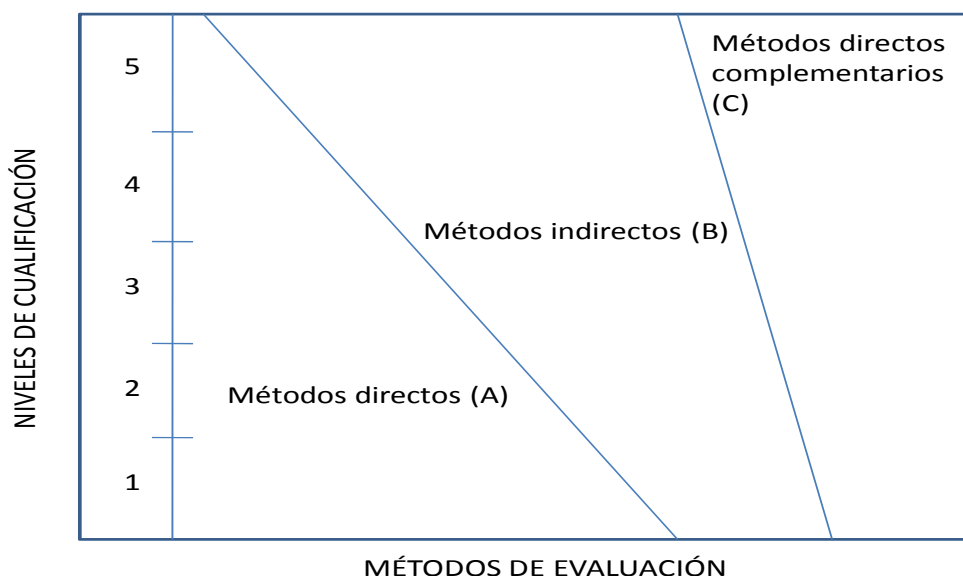 NIVELES DE CUALIFICACIÓN
5
4
3
2
1
Métodos directos
complementarios
(C)
Métodos indirectos (B)
Métodos directos (A)
MÉTODOS DE EVALUACIÓN